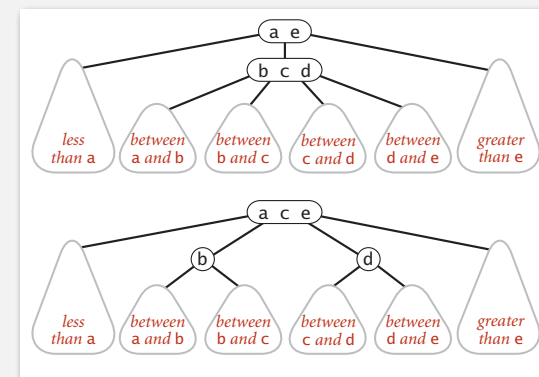 a e
b c d
less than a
between a and b
between b and c
between c and d
between d and e
greater than e
a c e
b
d
less than a
between a and b
between b and c
between c and d
between d and e
greater than e